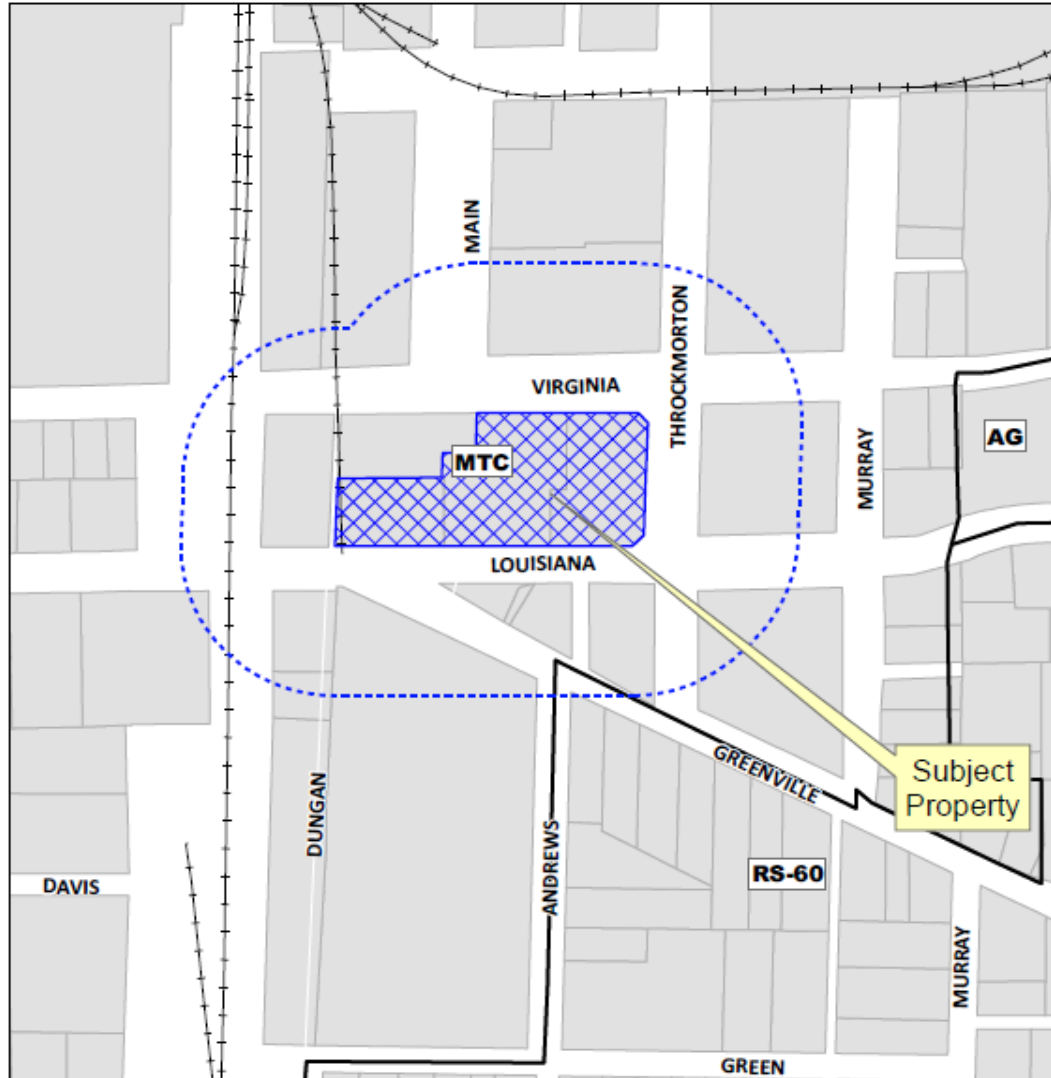 MAIN
THROCKMORTON
VIRGINIA
AG
MTC
MURRAY
LOUISIANA
GREENVILLE
Subject
Property
DUNGAN
ANDREWS
RS-60
DAVIS
MURRAY
GREEN